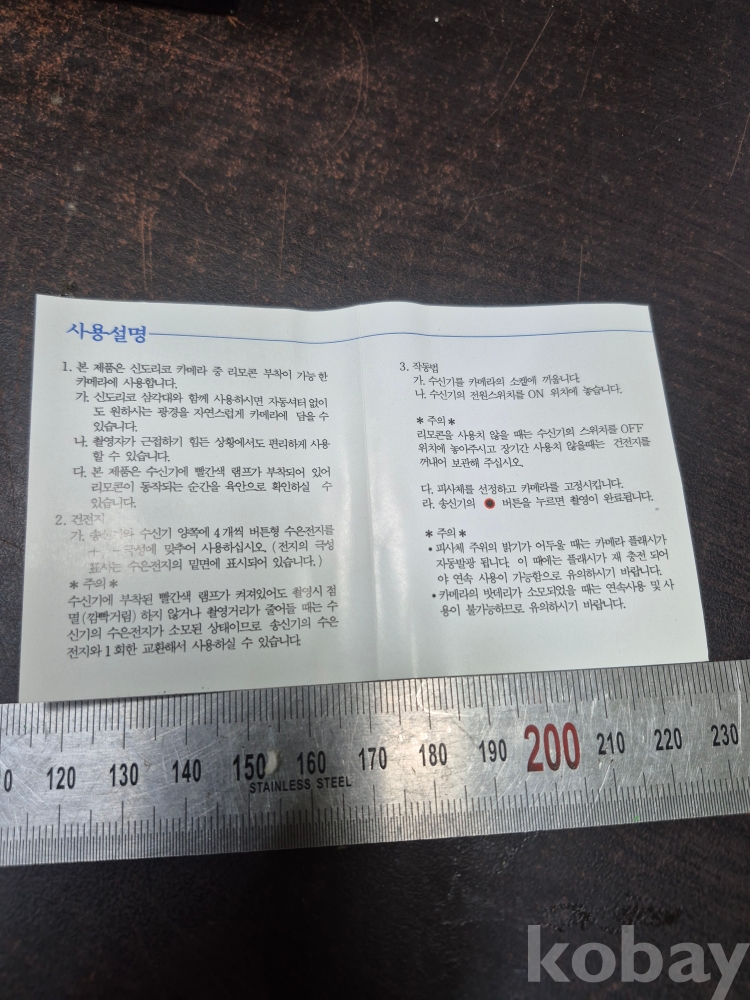 사용설명
1. 본 제품은 신도리코 카메라 중 리모콘 부착이 가능한
카메라에 사용합니다.
가. 신도리코 삼각대와 함께 사용하시면 자동셔터 없이
도 원하시는 광경을 자연스럽게 카메라에 담을 수
있습니다.
나. 촬영자가 근접하기 힘든 상황에서도 편리하게 사용
할 수 있습니다.
다. 본 제품은 수신기에 빨간색 램프가 부착되어 있어
리모콘이 동작되는 순간을 육안으로 확인하실 수
있습니다.
2. 건전지
가. 송신기와 수신기 양쪽에 4개씩 버튼형 수은전지를
+ - 극성에 맞추어 사용하십시오. (전지의 극성
표시는 수은전지의 밑면에 표시되어 있습니다.)
* 주의 *
수신기에 부착된 빨간색 램프가 켜져있어도 촬영시 점
멸(깜빡거림) 하지 않거나 촬영거리가 줄어들 때는 수
신기의 수은전지가 소모된 상태이므로 송신기의 수은
전지와 1회한 교환해서 사용하실 수 있습니다.
3. 작동법
가. 수신기를 카메라의 소켙에 끼웁니다.
나. 수신기의 전원스위치를 ON 위치에 놓습니다.
* 주의 *
리모콘을 사용치 않을 때는 수신기의 스위치를 OFF
위치에 놓아주시고 장기간 사용치 않을때는 건전지를
꺼내어 보관해 주십시오.
다. 피사체를 선정하고 카메라를 고정시킵니다.
라. 송신기의 ● 버튼을 누르면 촬영이 완료됩니다.
* 주의 *
• 피사체 주위의 밝기가 어두울 때는 카메라 플래시가
자동발광 됩니다. 이 때에는 플래시가 재 충전 되어
야 연속 사용이 가능함으로 유의하시기 바랍니다.
• 카메라의 밧데리가 소모되었을 때는 연속사용 및 사
용이 불가능하므로 유의하시기 바랍니다.
0 120 130 140 150 160 170 180 190 200 210 220 230
STAINLESS STEEL
kobay